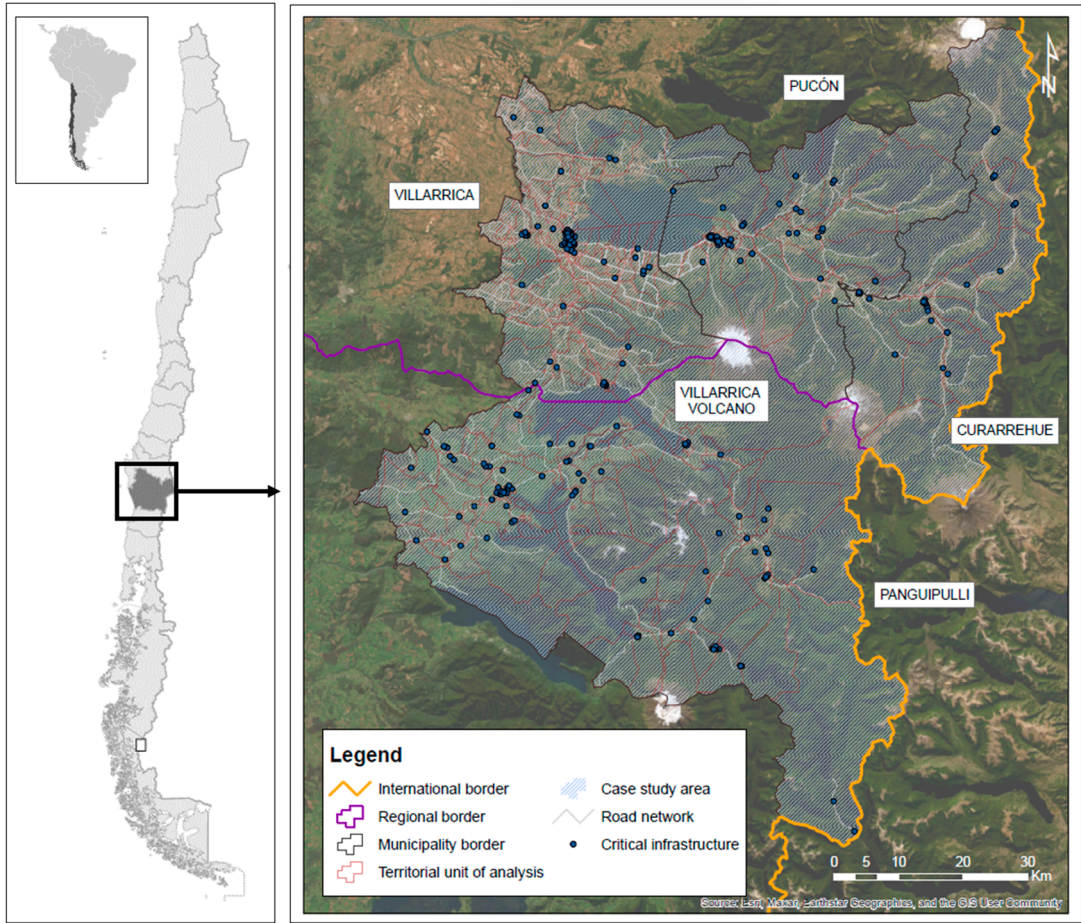 PUCÓN
N
VILLARRICA
VILLARRICA
VOLCANO
CURARREHUE
PANGUIPULLI
Legend
International border
Regional border
Municipality border
Territorial unit of analysis
Case study area
Road network
Critical infrastructure
0 5 10 20 30
Km
Source: Esri, Maxar, Earthstar Geographics, and the GIS User Community